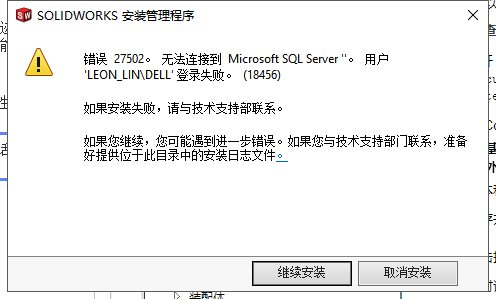 SOLIDWORKS 安装管理程序
错误 27502。 无法连接到 Microsoft SQL Server ''。 用户
'LEON_LIN\DELL' 登录失败。 (18456)
如果安装失败，请与技术支持部联系。
如果您继续，您可能遇到进一步错误。如果您与技术支持部门联系，准备
好提供位于此目录中的安装日志文件。
继续安装
取消安装
装配体